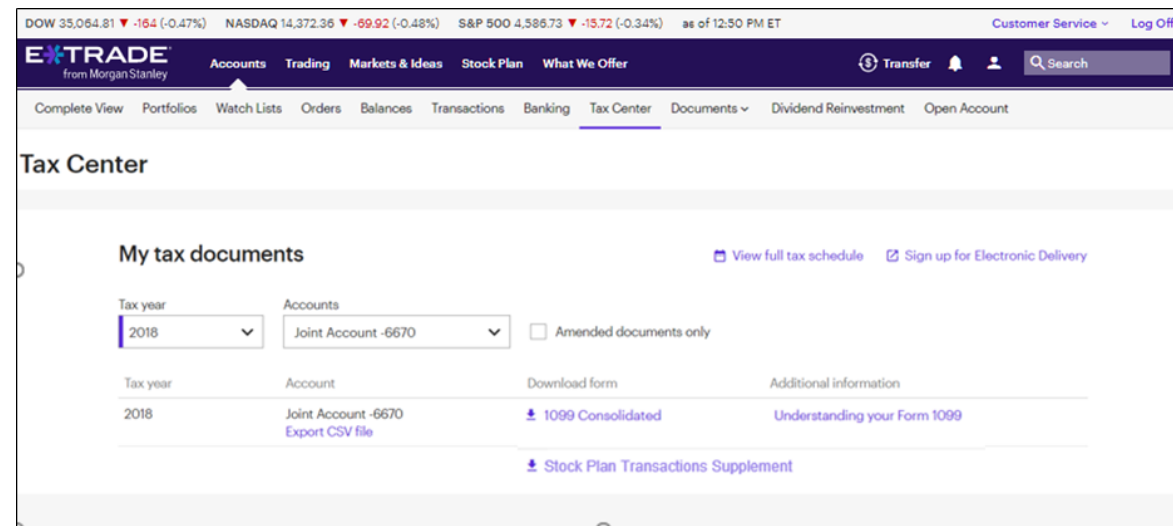 DOW 35,064.81 ▼ -164 (-0.47%) NASDAQ 14,372.36 ▼ -69.92 (-0.48%) S&P 500 4,586.73 ▼ -15.72 (-0.34%) as of 12:50 PM ET Customer Service Log Off
E*TRADE Accounts Trading Markets & Ideas Stock Plan What We Offer Transfer Search
from Morgan Stanley
Complete View Portfolios Watch Lists Orders Balances Transactions Banking Tax Center Documents Dividend Reinvestment Open Account
Tax Center
My tax documents View full tax schedule Sign up for Electronic Delivery
Tax year Accounts
2018 Joint Account -6670 Amended documents only
Tax year Account Download form Additional information
2018 Joint Account -6670 1099 Consolidated Understanding your Form 1099
Export CSV file
Stock Plan Transactions Supplement